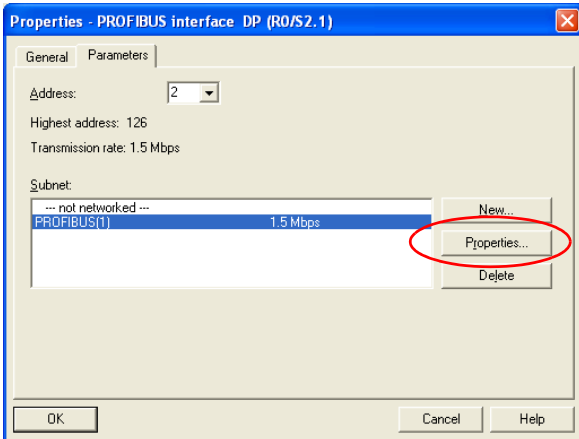 Properties - PROFIBUS interface DP (R0/S2.1)
General Parameters
Address: 2
Highest address: 126
Transmission rate: 1.5 Mbps
Subnet:
--- not networked ---
PROFIBUS(1) 1.5 Mbps
New...
Properties...
Delete
OK Cancel Help